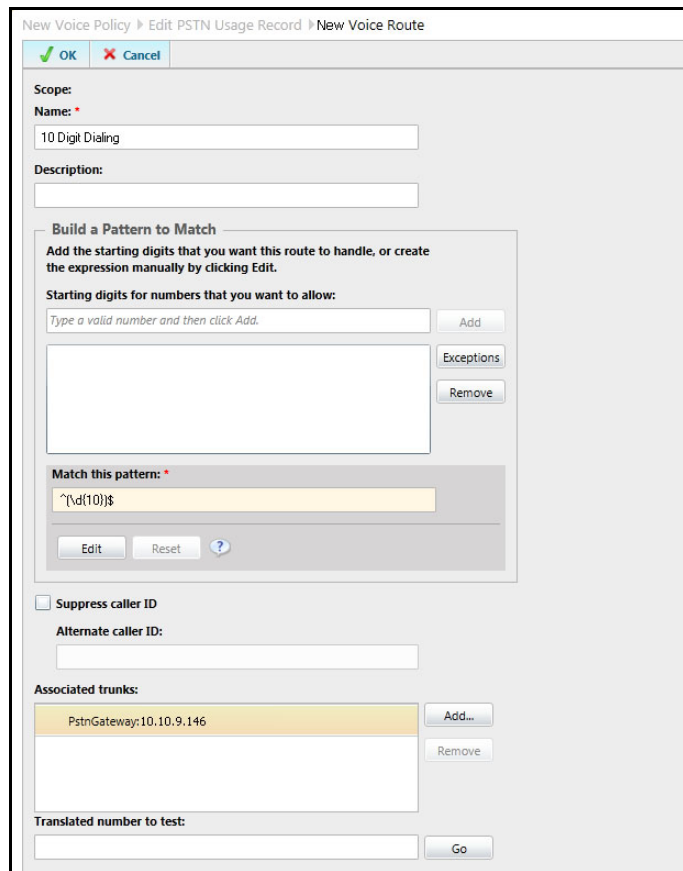 New Voice Policy ▶ Edit PSTN Usage Record ▶ New Voice Route
OK Cancel
Scope:
Name: *
10 Digit Dialing
Description:
Build a Pattern to Match
Add the starting digits that you want this route to handle, or create
the expression manually by clicking Edit.
Starting digits for numbers that you want to allow:
Type a valid number and then click Add. Add
Exceptions
Remove
Match this pattern: *
^(\d{10})$
Edit Reset ?
Suppress caller ID
Alternate caller ID:
Associated trunks:
PstnGateway:10.10.9.146 Add...
Remove
Translated number to test:
Go